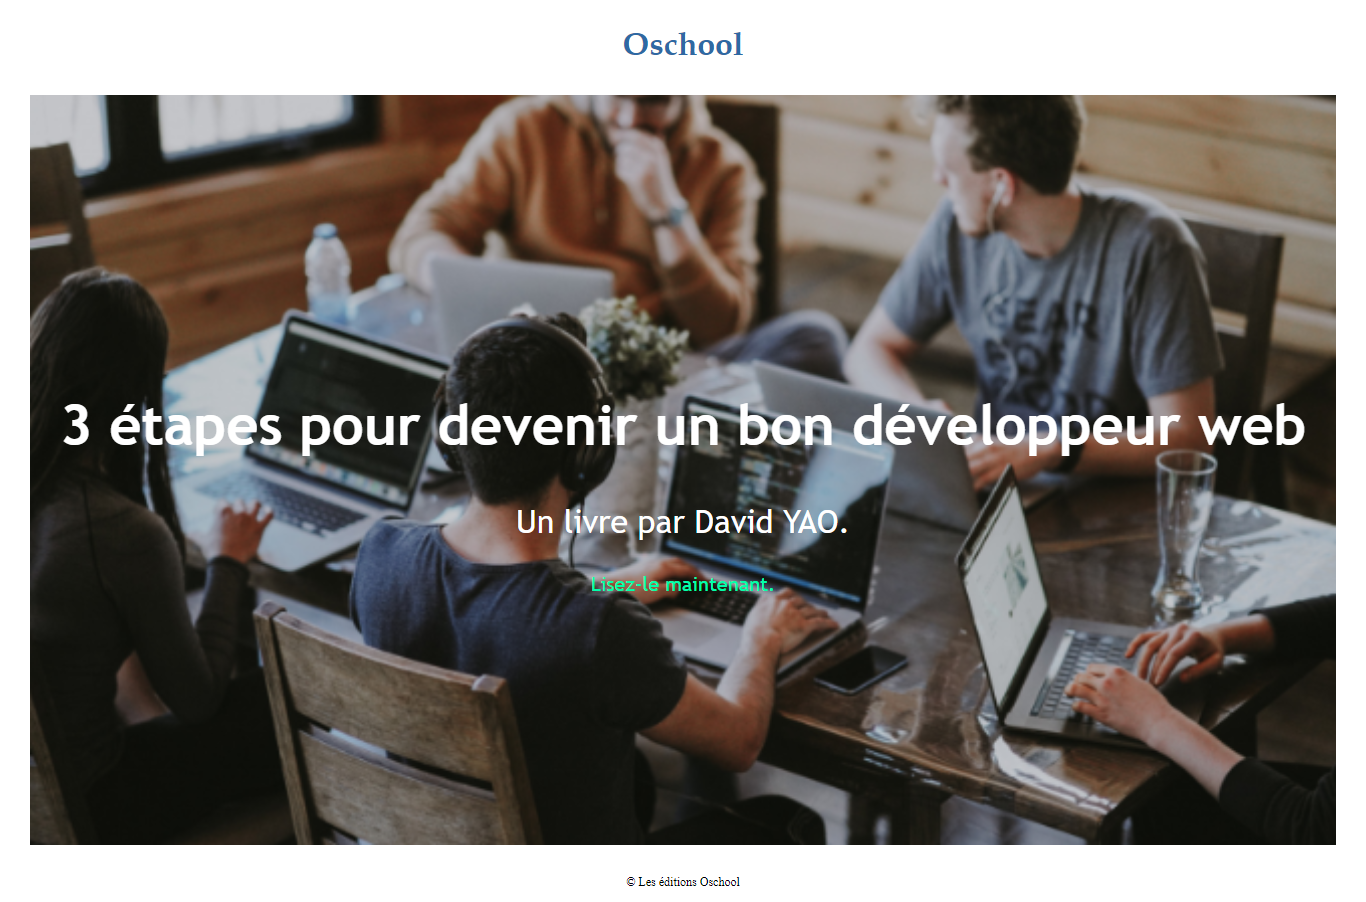 Oschool
3 étapes pour devenir un bon développeur web
Un livre par David YAO.
Lisez-le maintenant.
© Les éditions Oschool